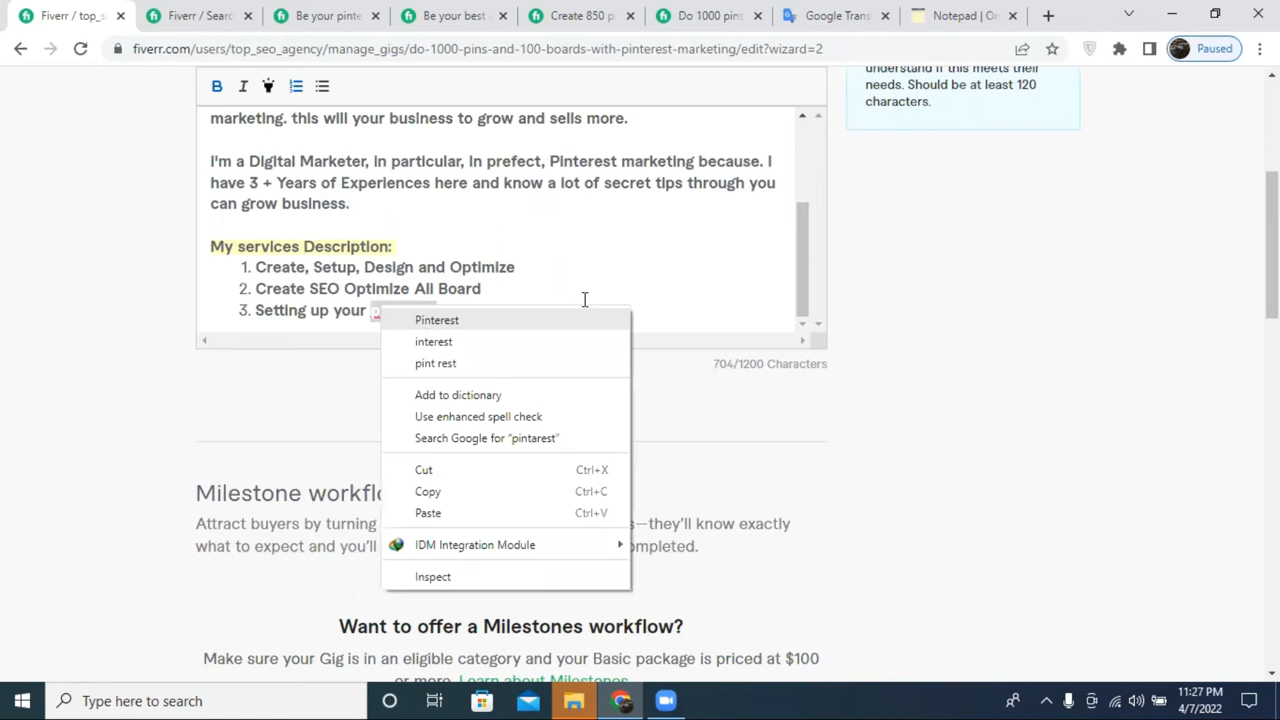 Fiverr / top_s
Fiverr / Search
Be your pinte
Be your best
Create 850 p
Do 1000 pins
Google Trans
Notepad | On
fiverr.com/users/top_seo_agency/manage_gigs/do-1000-pins-and-100-boards-with-pinterest-marketing/edit?wizard=2
Paused
B I
marketing. this will your business to grow and sells more.
I'm a Digital Marketer, in particular, In prefect, Pinterest marketing because. I
have 3 + Years of Experiences here and know a lot of secret tips through you
can grow business.
My services Description:
1. Create, Setup, Design and Optimize
2. Create SEO Optimize All Board
3. Setting up your
704/1200 Characters
understand if this meets their
needs. Should be at least 120
characters.
Pinterest
interest
pint rest
Add to dictionary
Use enhanced spell check
Search Google for “pintarest”
Cut Ctrl+X
Copy Ctrl+C
Paste Ctrl+V
IDM Integration Module
Inspect
Milestone workflo
Attract buyers by turning s—they'll know exactly
what to expect and you'll completed.
Want to offer a Milestones workflow?
Make sure your Gig is in an eligible category and your Basic package is priced at $100
or more. Learn about Milestones
Type here to search
11:27 PM
4/7/2022